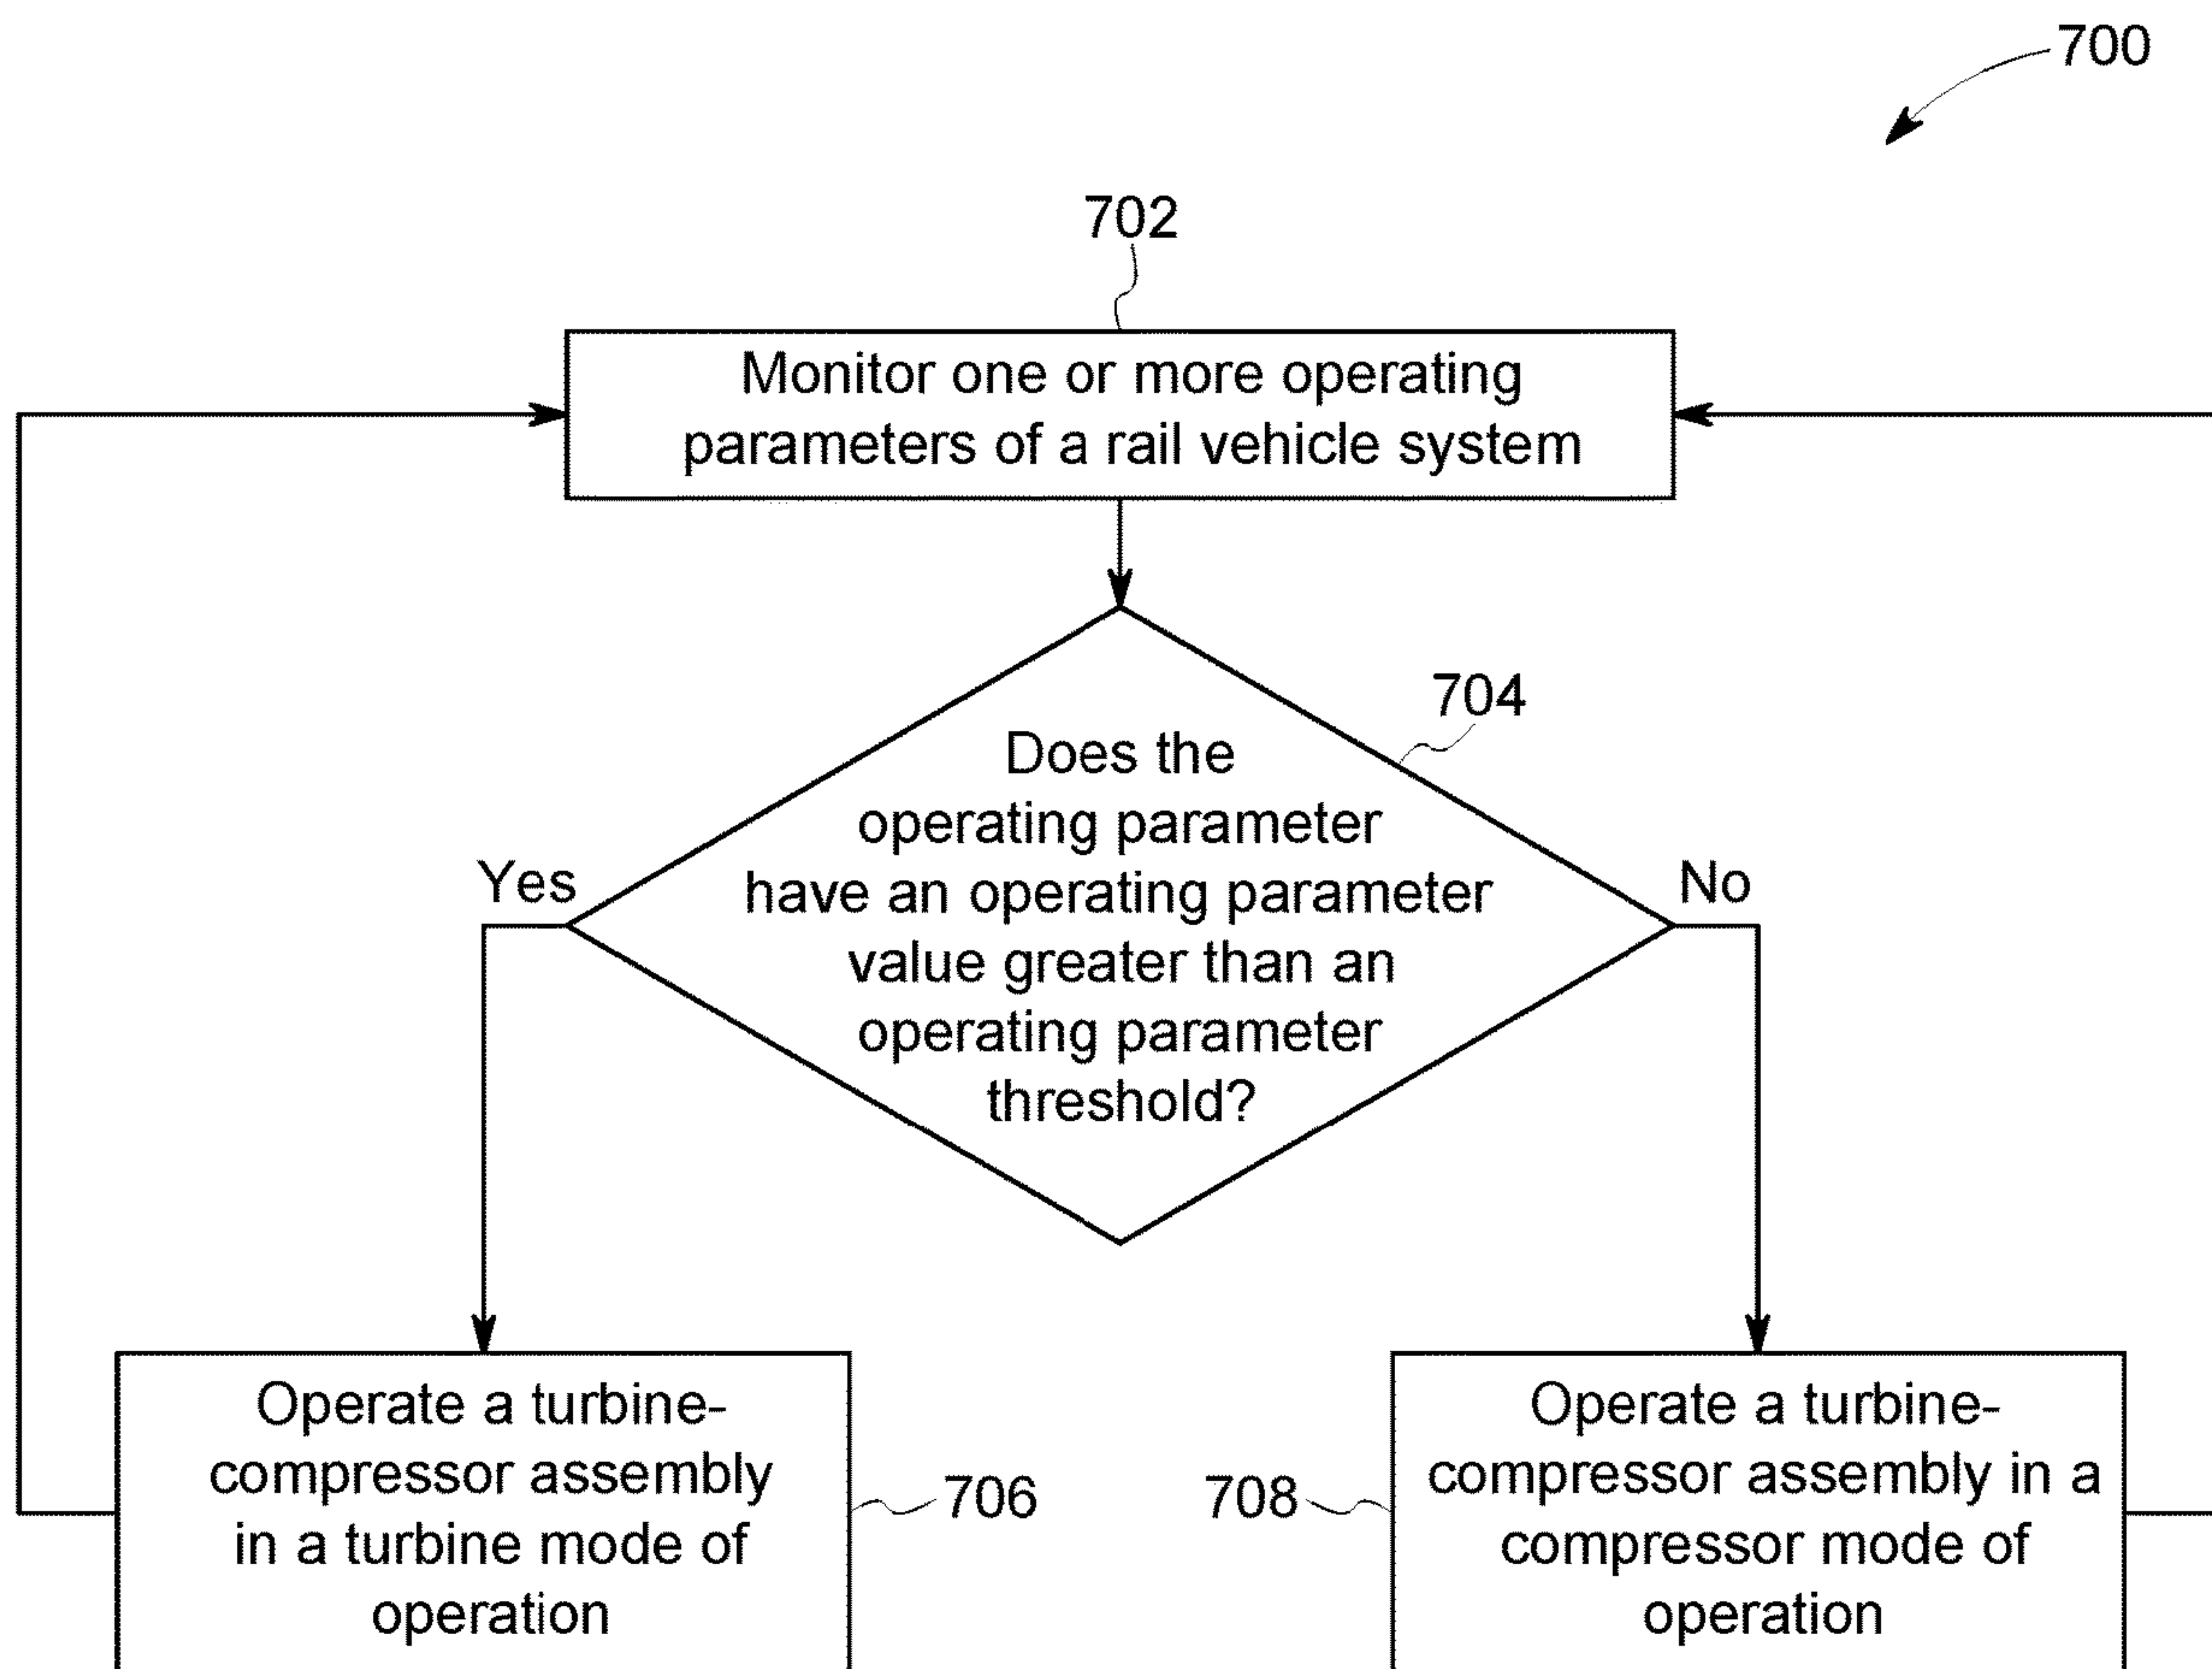 700
702
Monitor one or more operating
parameters of a rail vehicle system
704
Does the
operating parameter
have an operating parameter
value greater than an
operating parameter
threshold?
Yes
No
Operate a turbine-
compressor assembly
in a turbine mode of
operation
706
708
Operate a turbine-
compressor assembly in a
compressor mode of
operation